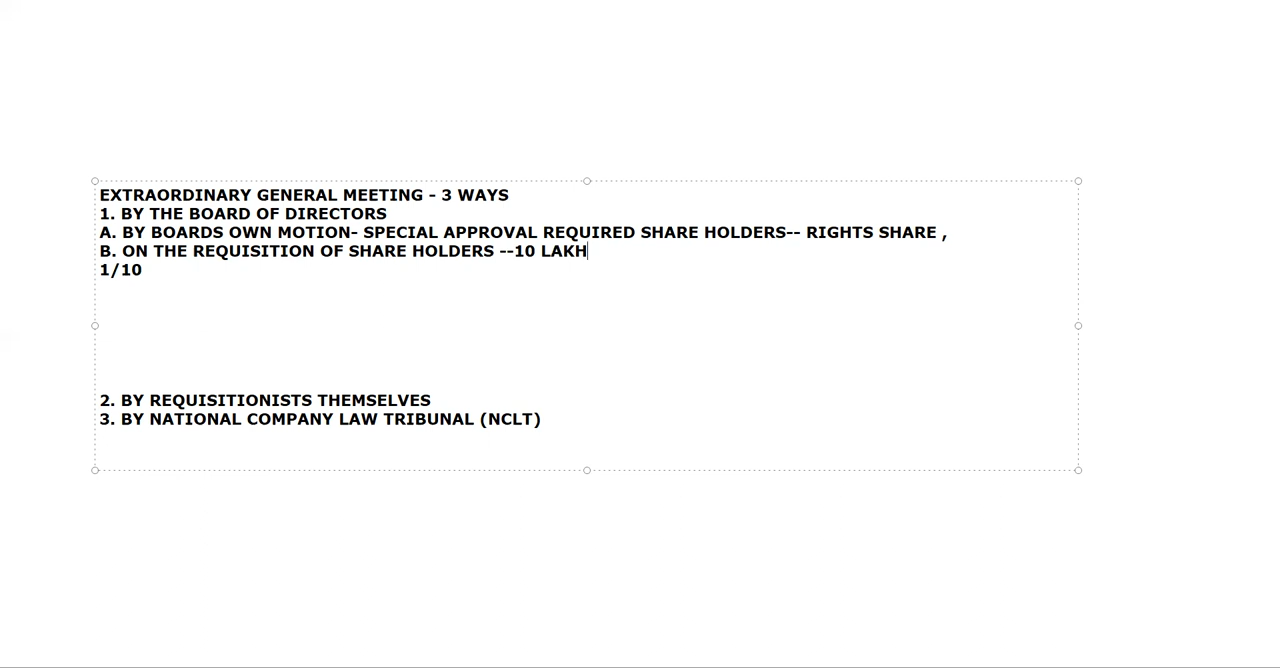 EXTRAORDINARY GENERAL MEETING - 3 WAYS
1. BY THE BOARD OF DIRECTORS
A. BY BOARDS OWN MOTION- SPECIAL APPROVAL REQUIRED SHARE HOLDERS-- RIGHTS SHARE ,
B. ON THE REQUISITION OF SHARE HOLDERS --10 LAKH
1/10
2. BY REQUISITIONISTS THEMSELVES
3. BY NATIONAL COMPANY LAW TRIBUNAL (NCLT)